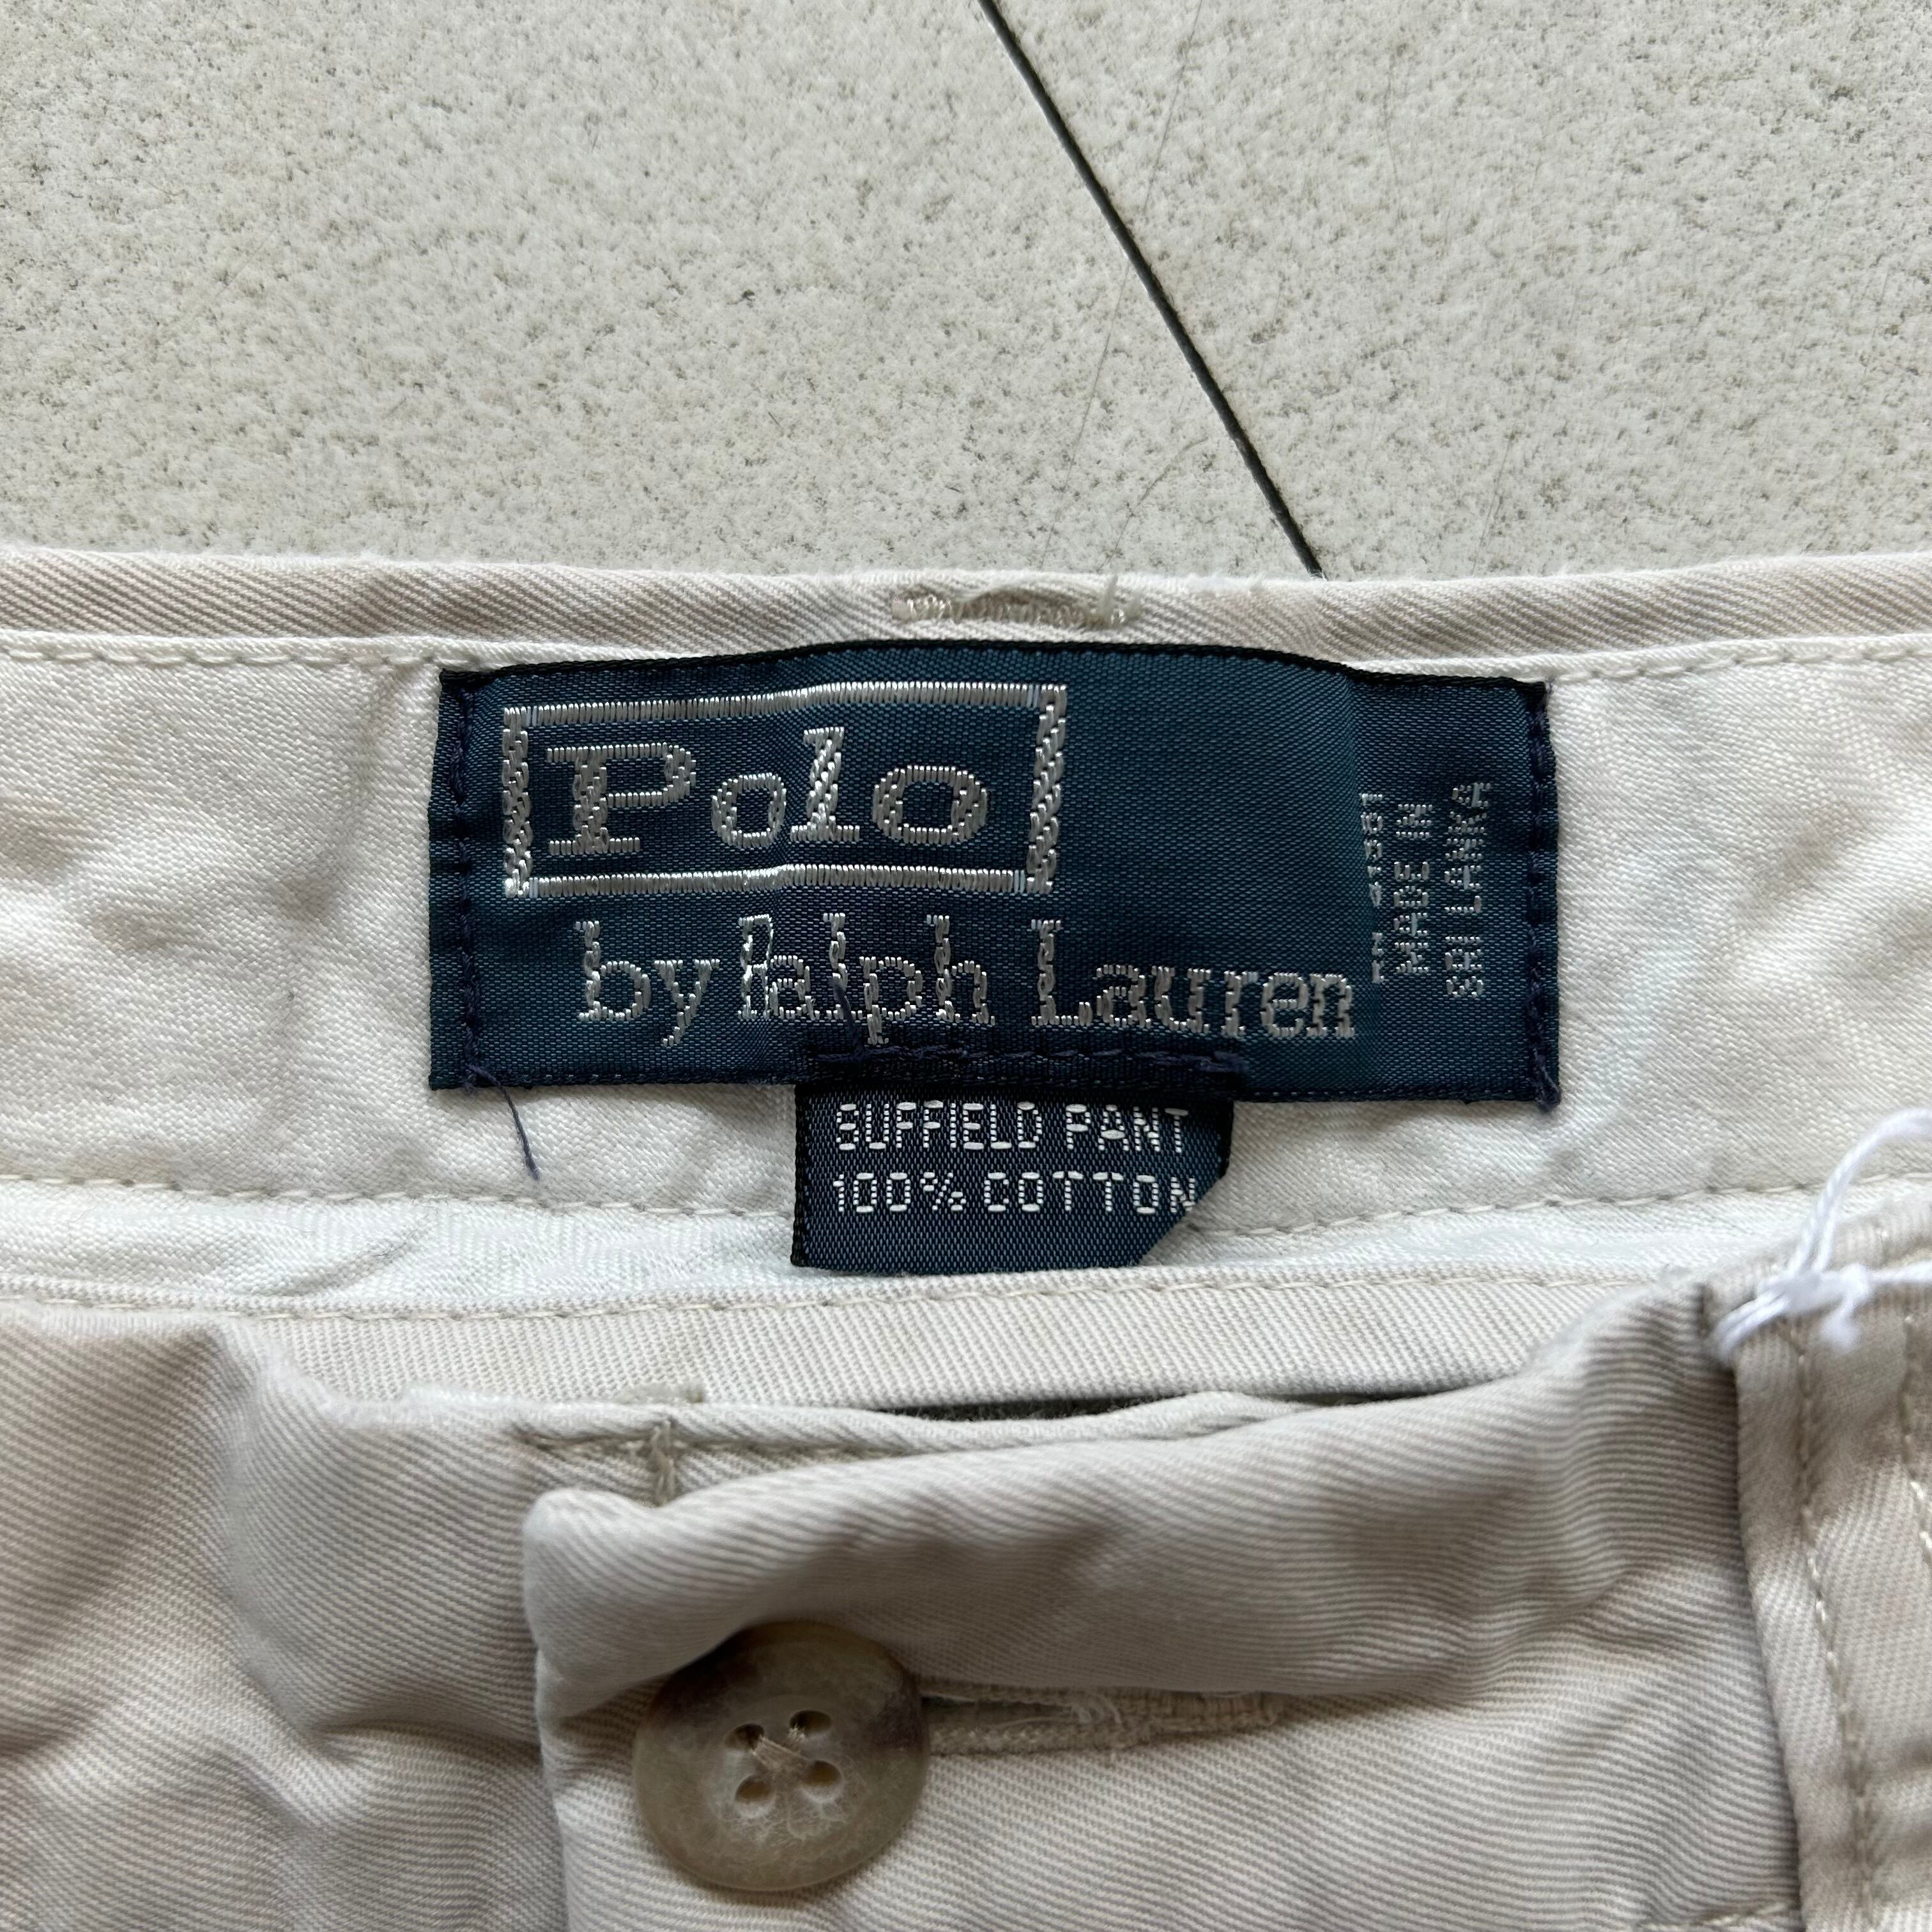 Polo
by Ralph Lauren
MADE IN
SRI LANKA
SUFFIELD PANT
100% COTTON